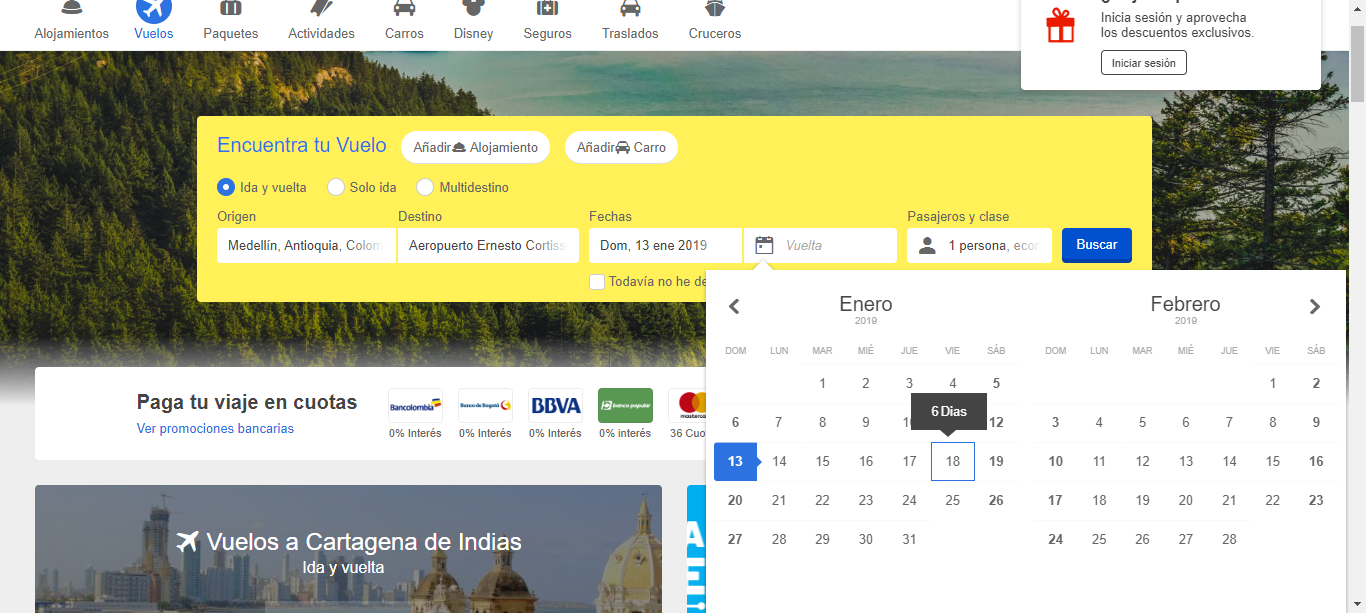 Alojamientos Vuelos Paquetes Actividades Carros Disney Seguros Traslados Cruceros
Inicia sesión y aprovecha
los descuentos exclusivos.
Iniciar sesión
Encuentra tu Vuelo Añadir Alojamiento Añadir Carro
Ida y vuelta Solo ida Multidestino
Origen Destino Fechas Pasajeros y clase
Medellín, Antioquia, Colom Aeropuerto Ernesto Cortiss Dom, 13 ene 2019 Vuelta 1 persona, econ Buscar
Todavía no he de
Enero Febrero
2019 2019
DOM LUN MAR MIÉ JUE VIE SÁB DOM LUN MAR MIÉ JUE VIE SÁB
1 2 3 4 5 1 2
6 Dias
6 7 8 9 10 12 3 4 5 6 7 8 9
13 14 15 16 17 18 19 10 11 12 13 14 15 16
20 21 22 23 24 25 26 17 18 19 20 21 22 23
27 28 29 30 31 24 25 26 27 28
Paga tu viaje en cuotas
Ver promociones bancarias
Bancolombia Banco de Bogotá BBVA banco popular masterca
0% Interés 0% Interés 0% Interés 0% interés 36 Cuo
Vuelos a Cartagena de Indias
Ida y vuelta